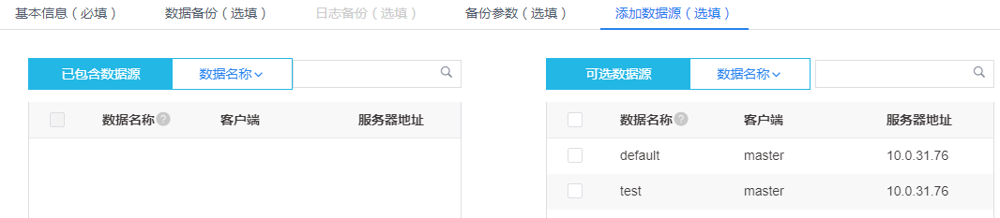 基本信息（必填） 数据备份（选填） 日志备份（选填） 备份参数（选填） 添加数据源（选填）
已包含数据源 数据名称 可选数据源 数据名称
数据名称 ? 客户端 服务器地址 数据名称 ? 客户端 服务器地址
default master 10.0.31.76
test master 10.0.31.76